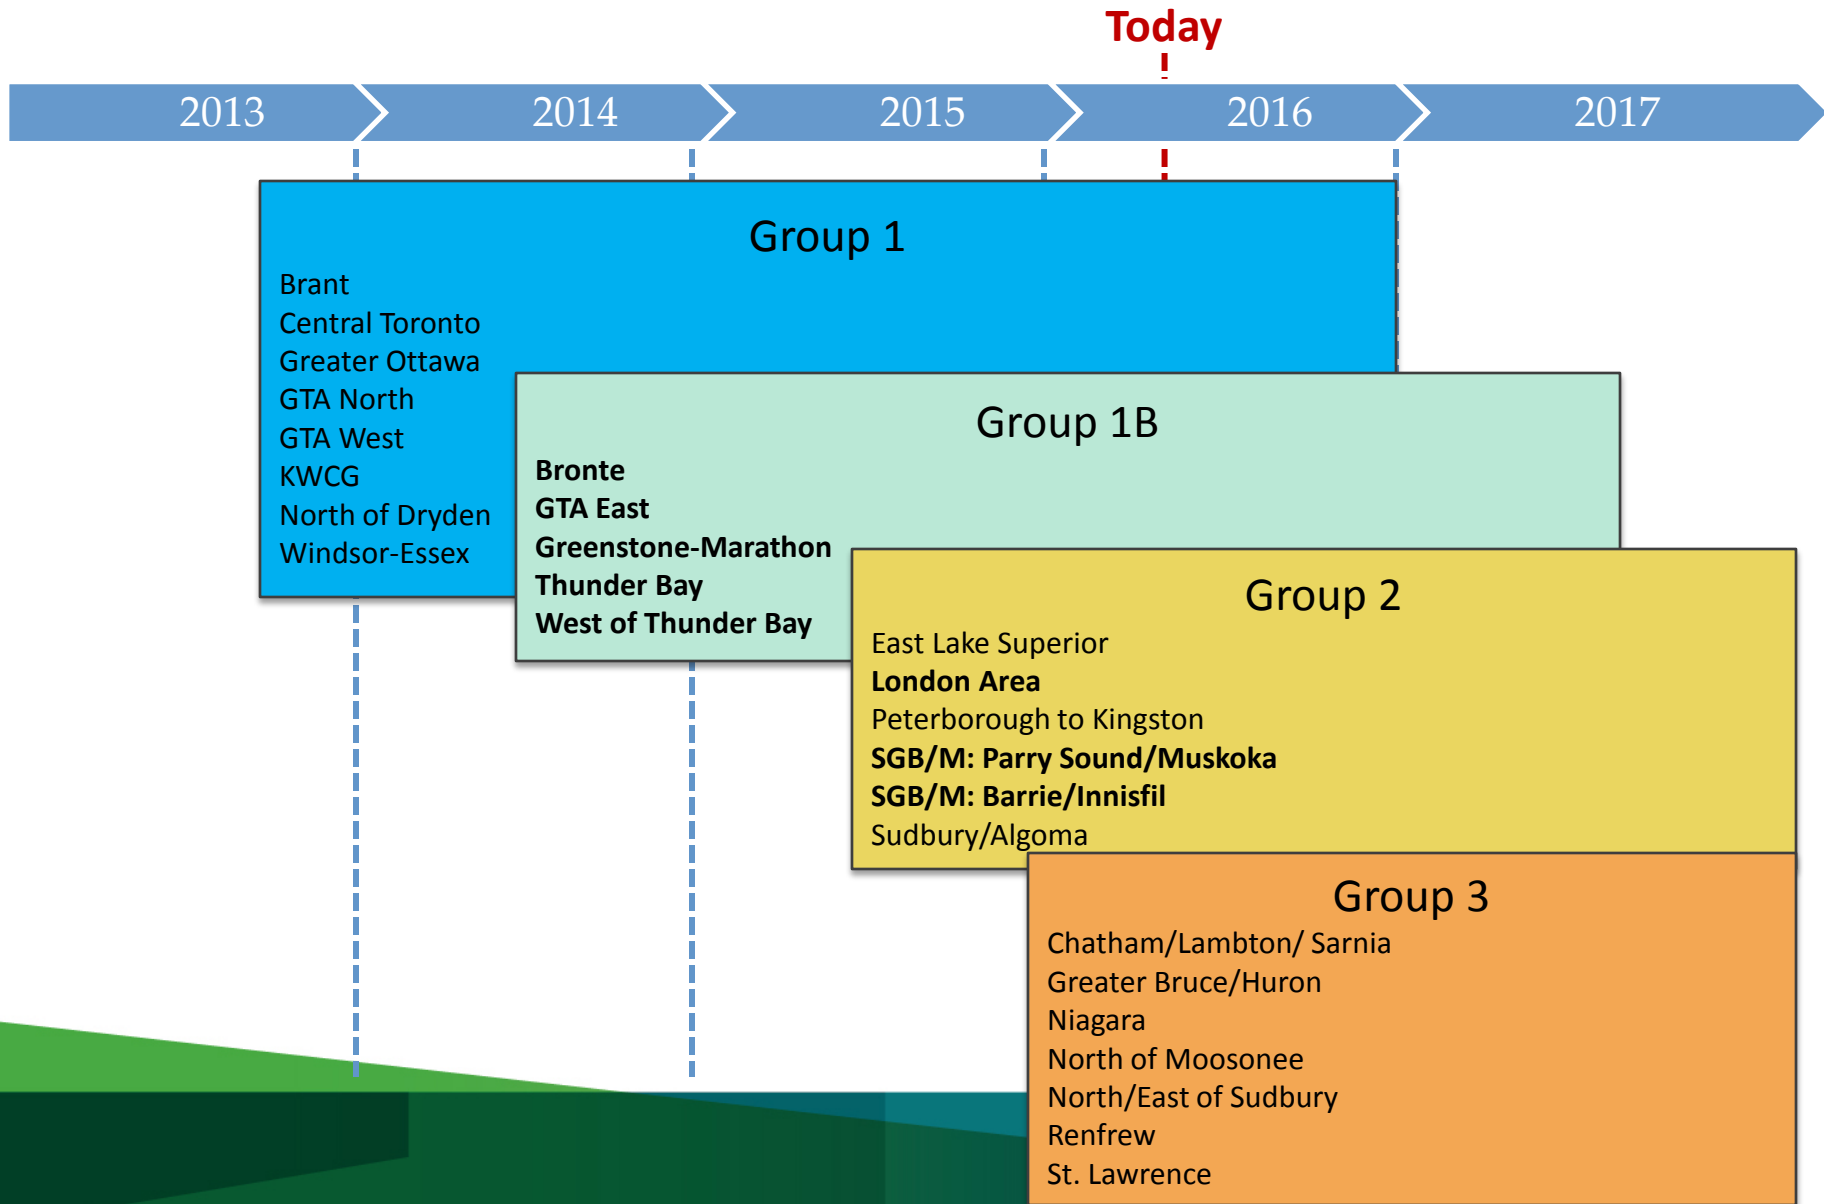 Today
2013 2014 2015 2016 2017
Group 1
Brant
Central Toronto
Greater Ottawa
GTA North
GTA West
KWCG
North of Dryden
Windsor-Essex
Group 1B
Bronte
GTA East
Greenstone-Marathon
Thunder Bay
West of Thunder Bay
Group 2
East Lake Superior
London Area
Peterborough to Kingston
SGB/M: Parry Sound/Muskoka
SGB/M: Barrie/Innisfil
Sudbury/Algoma
Group 3
Chatham/Lambton/ Sarnia
Greater Bruce/Huron
Niagara
North of Moosonee
North/East of Sudbury
Renfrew
St. Lawrence